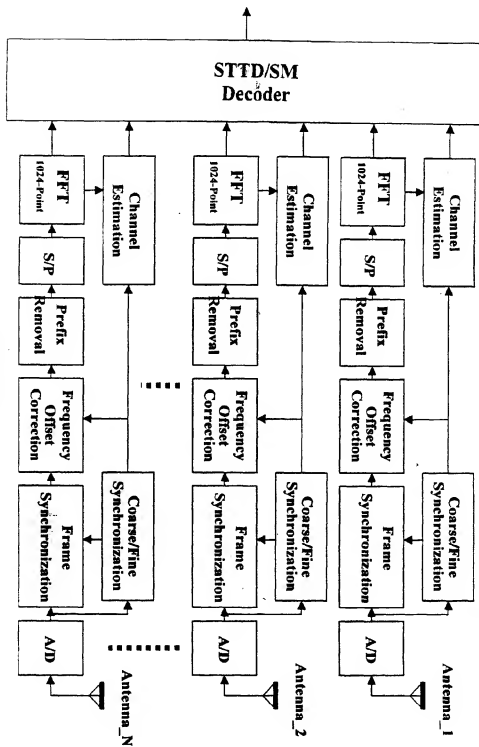 STTD/SM
Decoder
FFT
1024-Point
Channel
Estimation
S/P
Prefix
Removal
Frequency
Offset
Correction
Frame
Synchronization
Coarse/Fine
Synchronization
A/D
Antenna_N
FFT
1024-Point
Channel
Estimation
S/P
Prefix
Removal
Frequency
Offset
Correction
Frame
Synchronization
Coarse/Fine
Synchronization
A/D
Antenna_2
FFT
1024-Point
Channel
Estimation
S/P
Prefix
Removal
Frequency
Offset
Correction
Frame
Synchronization
Coarse/Fine
Synchronization
A/D
Antenna_1